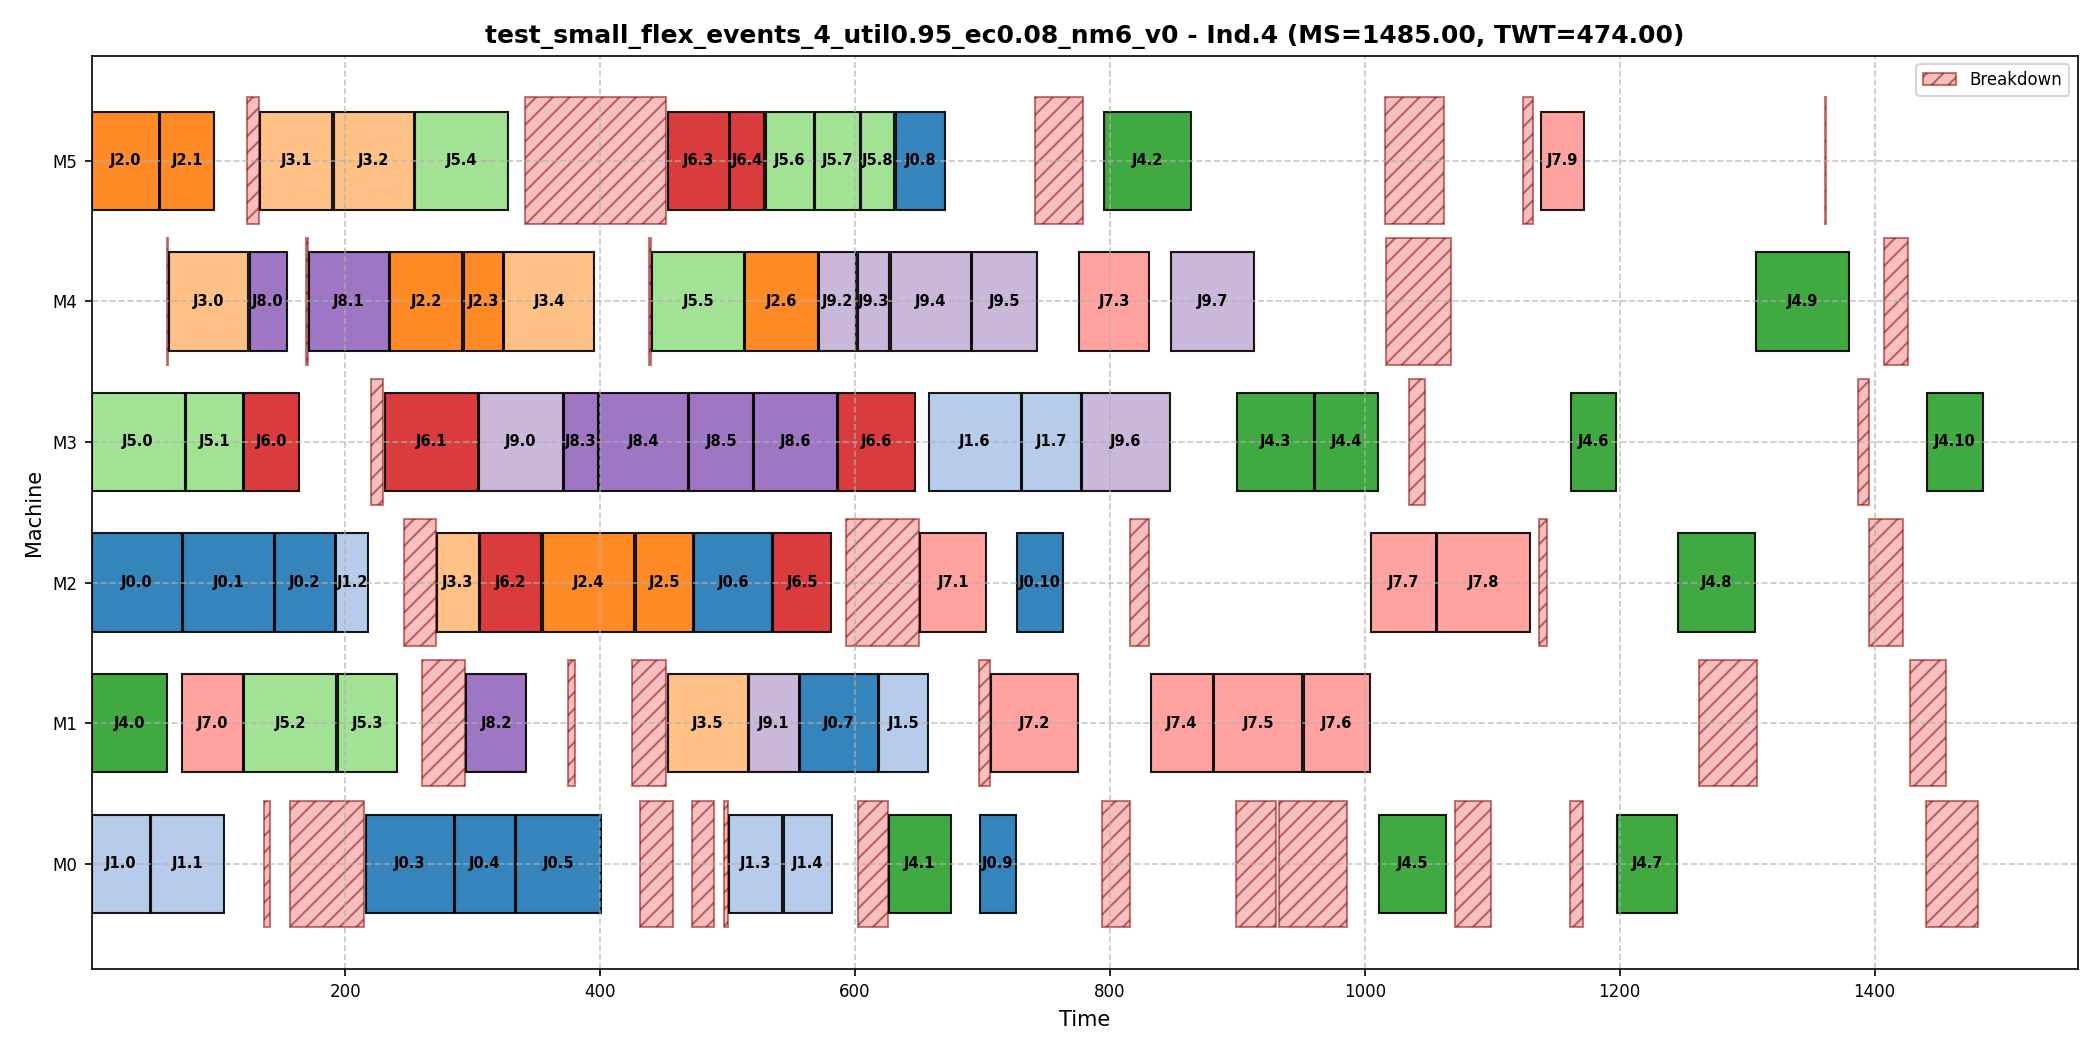 test_small_flex_events_4_util0.95_ec0.08_nm6_v0 - Ind.4 (MS=1485.00, TWT=474.00)
Breakdown
Machine
M5
J2.0 J2.1 J3.1 J3.2 J5.4 J6.3 J6.4 J5.6 J5.7 J5.8 J0.8 J4.2 J7.9
M4
J3.0 J8.0 J8.1 J2.2 J2.3 J3.4 J5.5 J2.6 J9.2 J9.3 J9.4 J9.5 J7.3 J9.7 J4.9
M3
J5.0 J5.1 J6.0 J6.1 J9.0 J8.3 J8.4 J8.5 J8.6 J6.6 J1.6 J1.7 J9.6 J4.3 J4.4 J4.6 J4.10
M2
J0.0 J0.1 J0.2 J1.2 J3.3 J6.2 J2.4 J2.5 J0.6 J6.5 J7.1 J0.10 J7.7 J7.8 J4.8
M1
J4.0 J7.0 J5.2 J5.3 J8.2 J3.5 J9.1 J0.7 J1.5 J7.2 J7.4 J7.5 J7.6
M0
J1.0 J1.1 J0.3 J0.4 J0.5 J1.3 J1.4 J4.1 J0.9 J4.5 J4.7
200 400 600 800 1000 1200 1400
Time